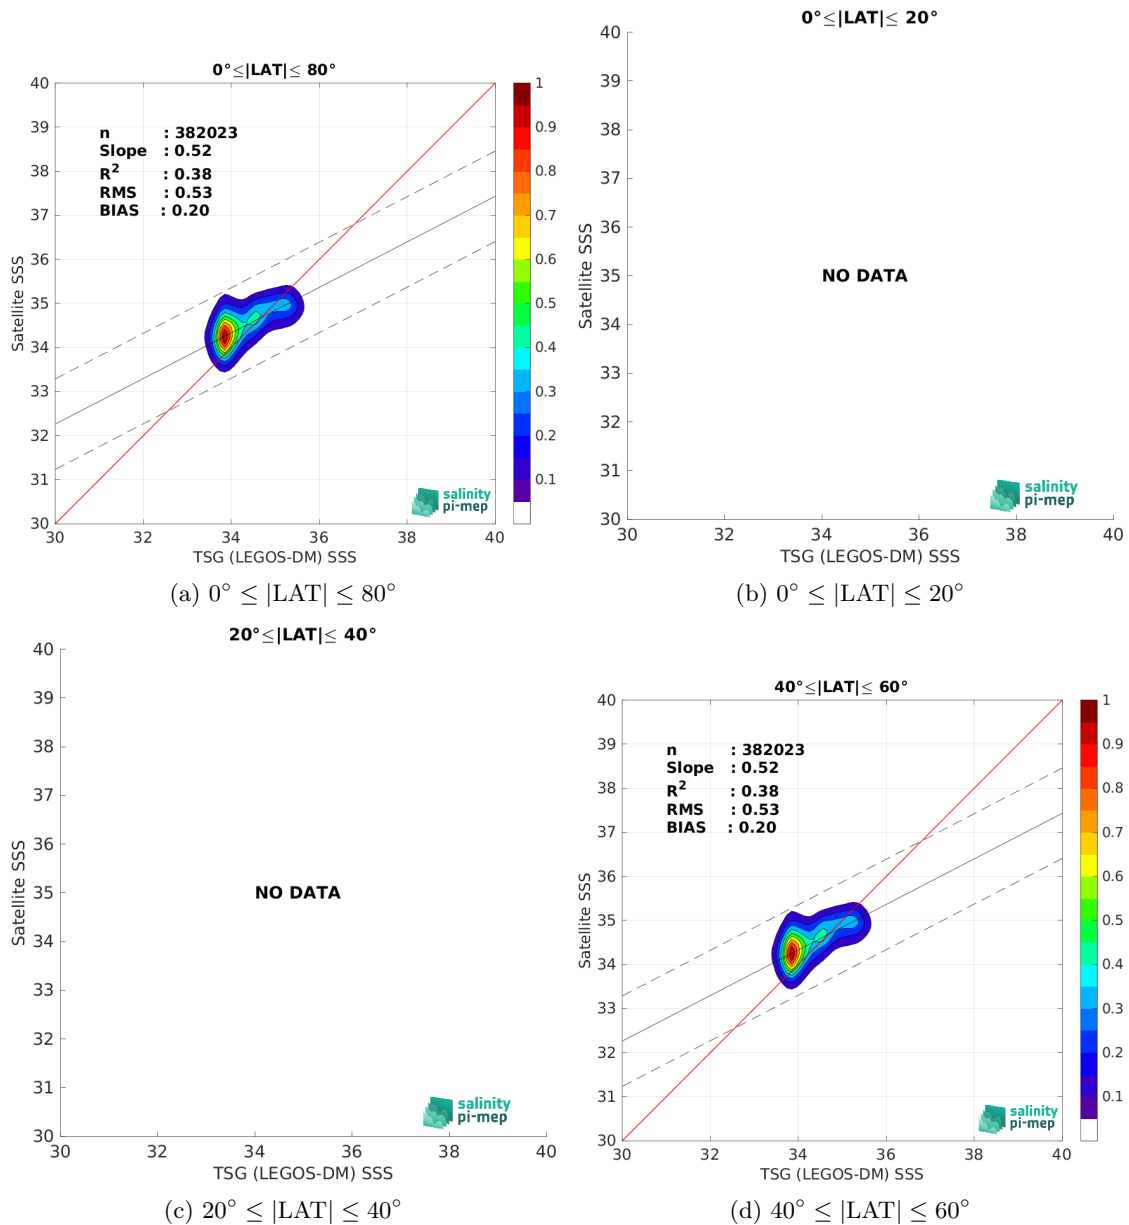 0°≤|LAT|≤ 80°
40
39
38
37
36
35
34
33
32
31
30
Satellite SSS
n : 382023
Slope : 0.52
R² : 0.38
RMS : 0.53
BIAS : 0.20
salinity
pi-mep
30 32 34 36 38 40
TSG (LEGOS-DM) SSS
1
0.9
0.8
0.7
0.6
0.5
0.4
0.3
0.2
0.1
(a) 0° ≤ |LAT| ≤ 80°
0°≤|LAT|≤ 20°
40
39
38
37
36
35
34
33
32
31
30
Satellite SSS
NO DATA
salinity
pi-mep
30 32 34 36 38 40
TSG (LEGOS-DM) SSS
(b) 0° ≤ |LAT| ≤ 20°
20°≤|LAT|≤ 40°
40
39
38
37
36
35
34
33
32
31
30
Satellite SSS
NO DATA
salinity
pi-mep
30 32 34 36 38 40
TSG (LEGOS-DM) SSS
(c) 20° ≤ |LAT| ≤ 40°
40°≤|LAT|≤ 60°
40
39
38
37
36
35
34
33
32
31
30
Satellite SSS
n : 382023
Slope : 0.52
R² : 0.38
RMS : 0.53
BIAS : 0.20
salinity
pi-mep
30 32 34 36 38 40
TSG (LEGOS-DM) SSS
1
0.9
0.8
0.7
0.6
0.5
0.4
0.3
0.2
0.1
(d) 40° ≤ |LAT| ≤ 60°